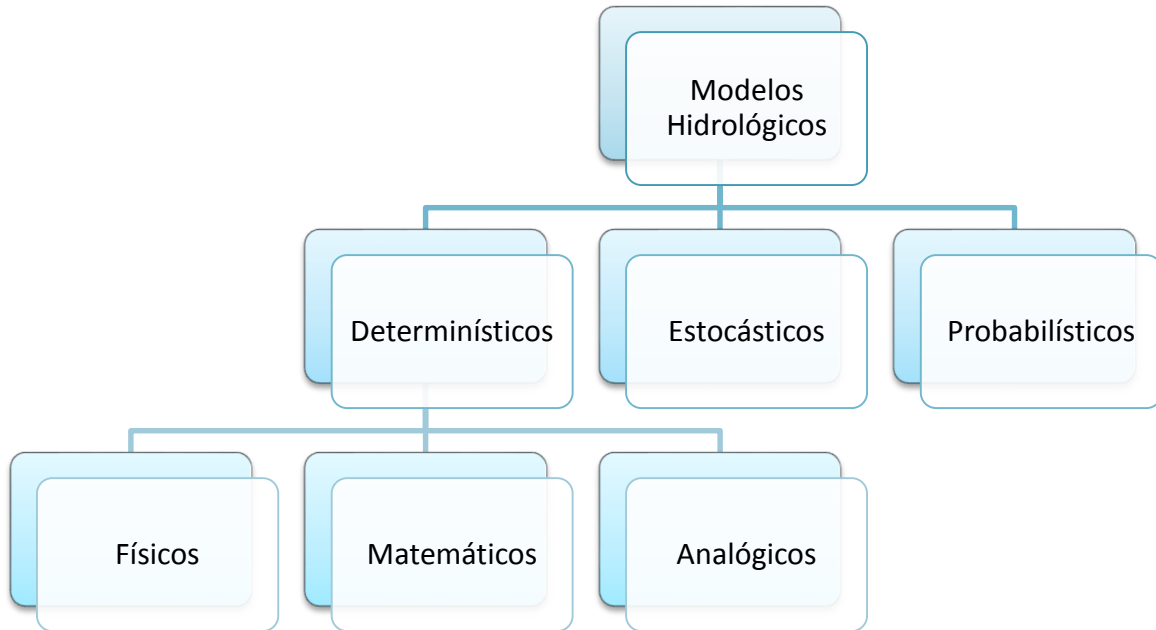 Modelos
Hidrológicos
Determinísticos
Estocásticos
Probabilísticos
Físicos
Matemáticos
Analógicos